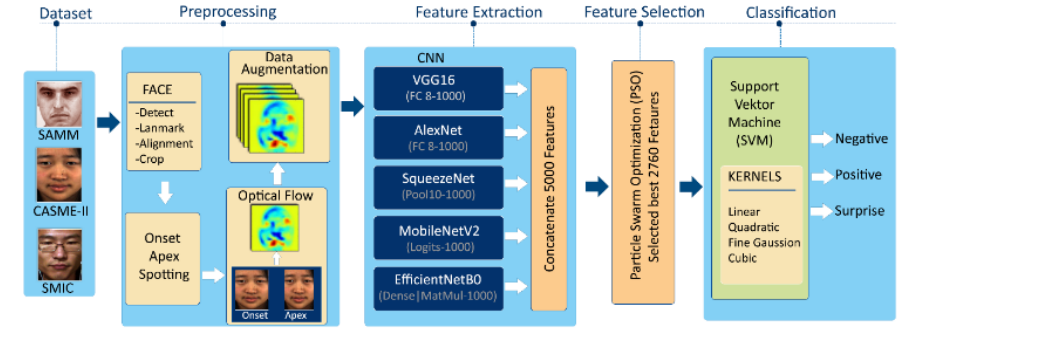 Dataset
Preprocessing
Feature Extraction
Feature Selection
Classification
SAMM
CASME-II
SMIC
FACE
-Detect
-Lanmark
-Alignment
-Crop
Onset
Apex
Spotting
Data
Augmentation
Optical Flow
Onset
Apex
CNN
VGG16
(FC 8-1000)
AlexNet
(FC 8-1000)
SqueezeNet
(Pool10-1000)
MobileNetV2
(Logits-1000)
EfficientNetB0
(Dense|MatMul-1000)
Concatenate 5000 Features
Particle Swarm Optimization (PSO)
Selected best 2760 Fetaures
Support
Vektor
Machine
(SVM)
KERNELS
Linear
Quadratic
Fine Gaussian
Cubic
Negative
Positive
Surprise